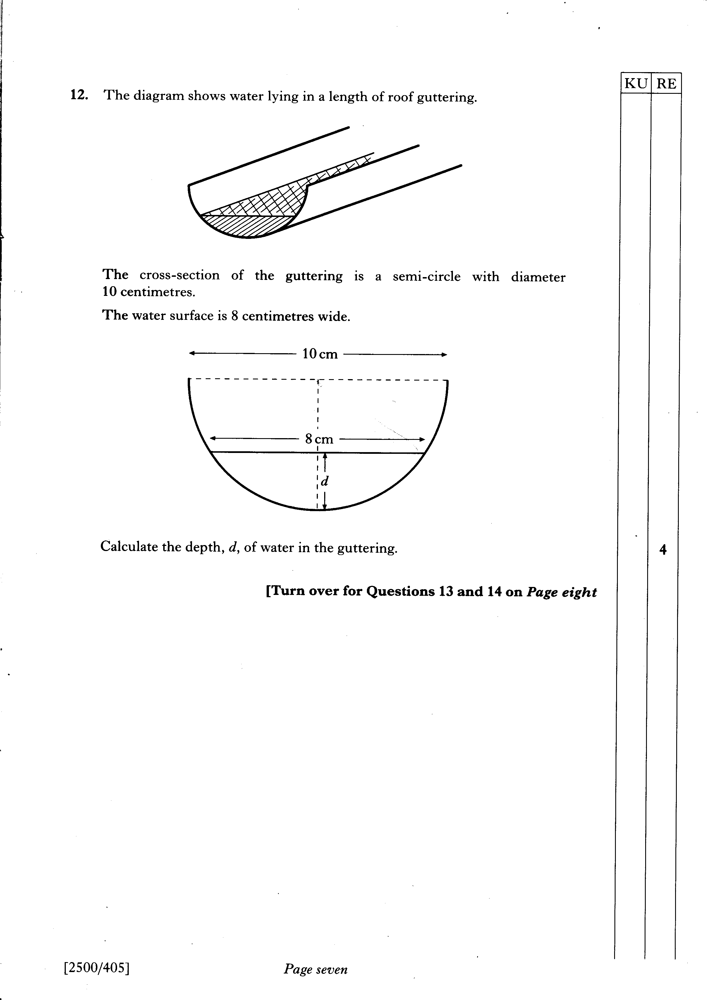 KU RE
12. The diagram shows water lying in a length of roof guttering.
The cross-section of the guttering is a semi-circle with diameter
10 centimetres.
The water surface is 8 centimetres wide.
10 cm
8 cm
d
Calculate the depth, d, of water in the guttering.
4
[Turn over for Questions 13 and 14 on Page eight
[2500/405]
Page seven